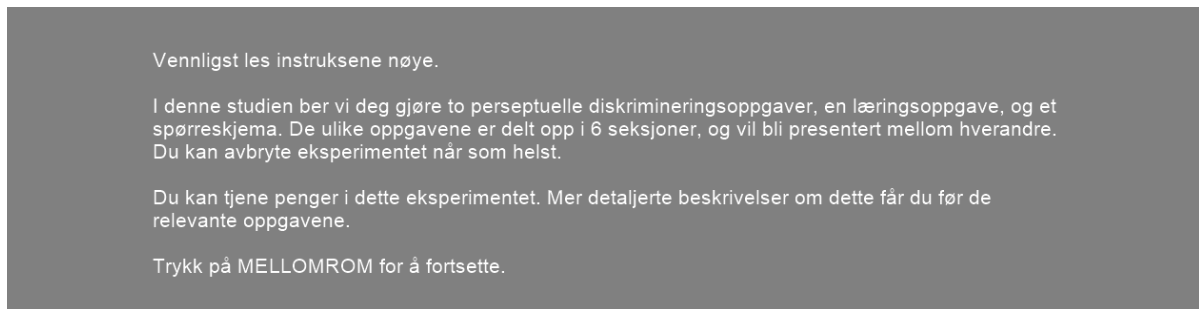 Vennligst les instruksene nøye.
I denne studien ber vi deg gjøre to perseptuelle diskrimineringsoppgaver, en læringsoppgave, og et
spørreskjema. De ulike oppgavene er delt opp i 6 seksjoner, og vil bli presentert mellom hverandre.
Du kan avbryte eksperimentet når som helst.
Du kan tjene penger i dette eksperimentet. Mer detaljerte beskrivelser om dette får du før de
relevante oppgavene.
Trykk på MELLOMROM for å fortsette.